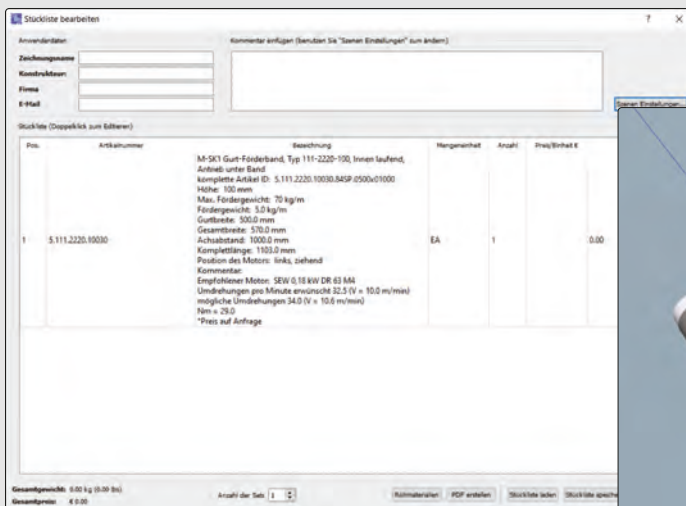 Stückliste bearbeiten
? X
Anwenderdaten
Kommentar einfügen (benutzen Sie "Szenen Einstellungen" zum ändern)
Zeichnungsname
Konstrukteur:
Firma
E-Mail
Szenen Einstellungen...
Stückliste (Doppelklick zum Editieren)
Pos. Artikelnummer Bezeichnung Mengeneinheit Anzahl Preis/Einheit €
M-SK1 Gurt-Förderband, Typ 111-2220-100, Innen laufend,
Antrieb unter Band
komplette Artikel ID: 5.111.2220.10030.84SP.0500x01000
Höhe: 100 mm
Max. Fördergewicht: 70 kg/m
Fördergewicht: 5.0 kg/m
Gurtbreite: 500.0 mm
Gesamtbreite: 570.0 mm
1 5.111.2220.10030 Achsabstand: 1000.0 mm EA 1 0.00
Komplettlänge: 1103.0 mm
Position des Motors: links, ziehend
Kommentar:
Empfohlener Motor: SEW 0,18 kW DR 63 M4
Umdrehungen pro Minute erwünscht 32.5 (V = 10.0 m/min)
mögliche Umdrehungen 34.0 (V = 10.6 m/min)
Nm = 29.0
*Preis auf Anfrage
Gesamtgewicht: 0.00 kg (0.00 lbs)
Gesamtpreis: € 0.00
Anzahl der Sets 1
Rohmaterialien PDF erstellen Stückliste laden Stückliste speiche